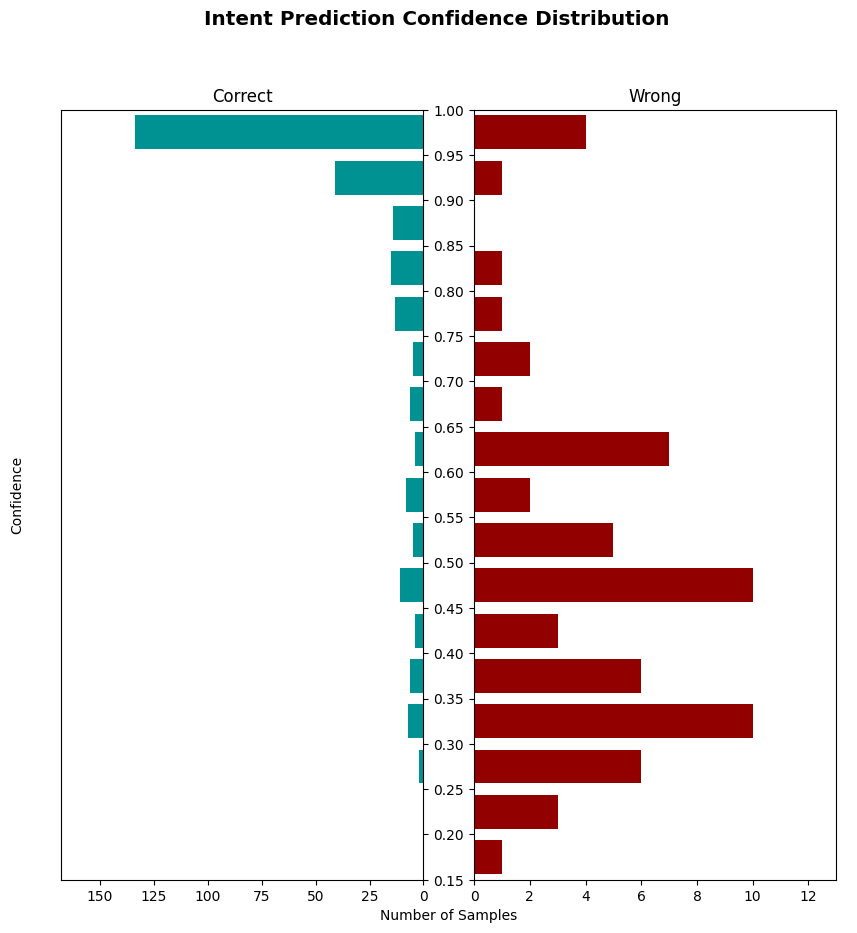 Intent Prediction Confidence Distribution
Correct
Wrong
1.00
0.95
0.90
0.85
0.80
0.75
0.70
0.65
0.60
0.55
0.50
0.45
0.40
0.35
0.30
0.25
0.20
0.15
Confidence
150 125 100 75 50 25 0
0 2 4 6 8 10 12
Number of Samples